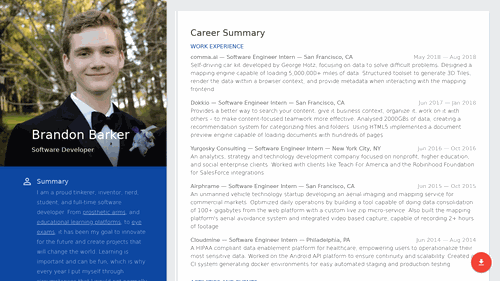 Brandon Barker
Software Developer
Summary
I am a proud tinkerer, inventor, nerd,
student, and full-time software
developer. From prosthetic arms, and
educational learning platforms, to eye
exams, it has been my goal to innovate
for the future and create projects that
will change the world. Learning is
important and can be fun, which is why
every year I put myself through
Career Summary
WORK EXPERIENCE
comma.ai — Software Engineer Intern — San Francisco, CA May 2018 — Aug 2018
Self-driving car kit developed by George Hotz, focusing on to solve difficult problems. Designed a
mapping engine capable of loading 5,000,000+ miles of data. Structured toolset to generate 3D Tiles,
render the data within a browser context, and provide metadata when interacting with the map
frontend
Dokkio — Software Engineer Intern — San Francisco, CA Jun 2017 — Jan 2018
Your fastest way to search your content, give it business context, organize it, work on it with
others - to make content-focused teamwork more effective. Analysed 2000GBs of data, creating a
recommendation system for categorizing files and folders. Using HTML5 implemented a document
preview engine capable of loading documents with hundreds of pages
Yurgosky Consulting — Software Engineer Intern — New York City, NY Jun 2016 — Oct 2016
An analytics, strategy and technology development company focused on nonprofit, higher education,
and social enterprise clients. Worked with clients like Teach For America and the Robinhood Foundation
for SalesForce integrations
Airphrame — Software Engineer Intern — San Francisco, CA Jun 2015 — Oct 2015
An unmanned vehicle technology startup developing an aerial imaging and mapping service for
commercial markets. Optimized daily operations by building a tool capable of doing data consolidation
of 100+ gigabytes from the web platform with a custom live.py micro-service. Also built the mapping
platform's aerial avoidance system and integrated video based capture, capable of recording 2+ hours
of footage
Cloudmine — Software Engineer Intern — Philadelphia, PA Jun 2014 — Aug 2014
A HIPAA compliant data enablement platform for healthcare, empowering users to operationalize their
most sensitive data. Worked on the Android API platform to ensure continuity and scalability. Created a
CI system generating docker environments for easy automated staging and production testing